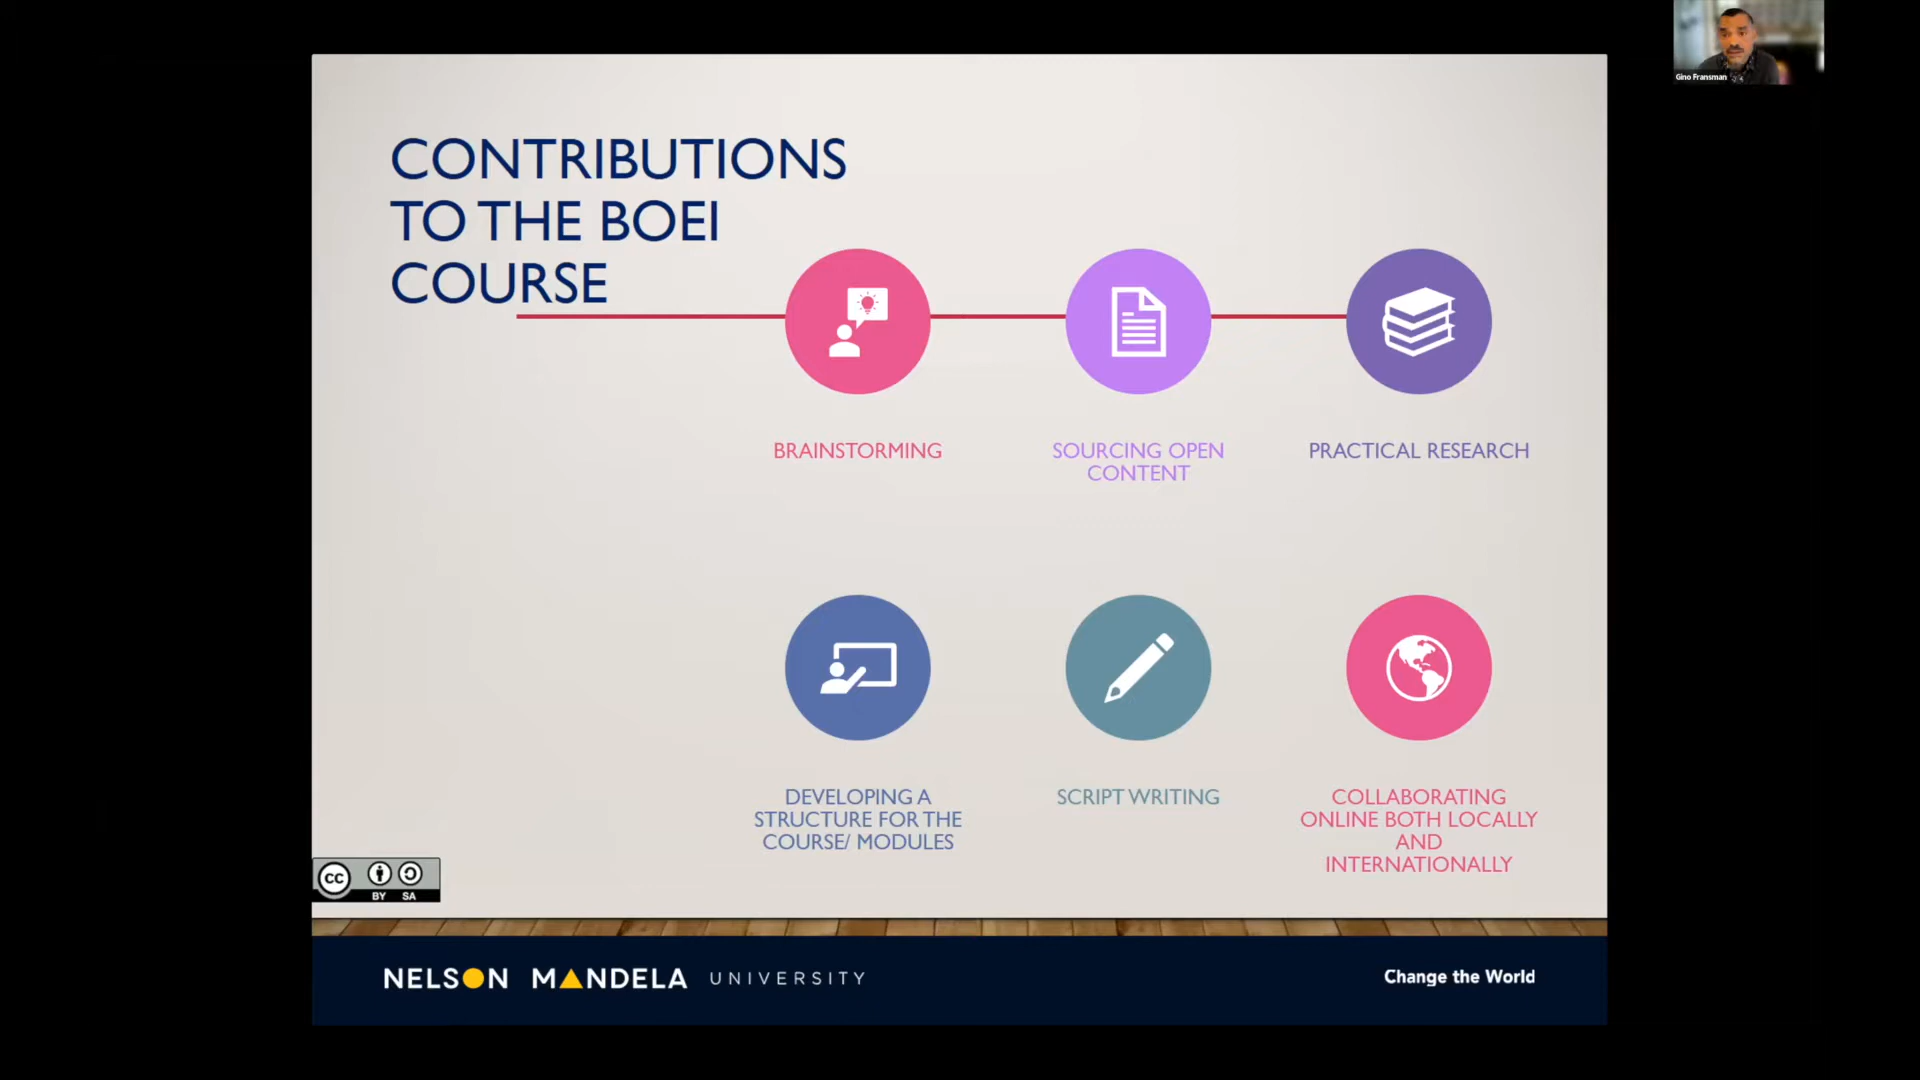 Gino Fransman
CONTRIBUTIONS
TO THE BOEI
COURSE
BRAINSTORMING
SOURCING OPEN
CONTENT
PRACTICAL RESEARCH
DEVELOPING A
STRUCTURE FOR THE
COURSE/ MODULES
SCRIPT WRITING
COLLABORATING
ONLINE BOTH LOCALLY
AND
INTERNATIONALLY
CC BY SA
NELSON MANDELA UNIVERSITY
Change the World